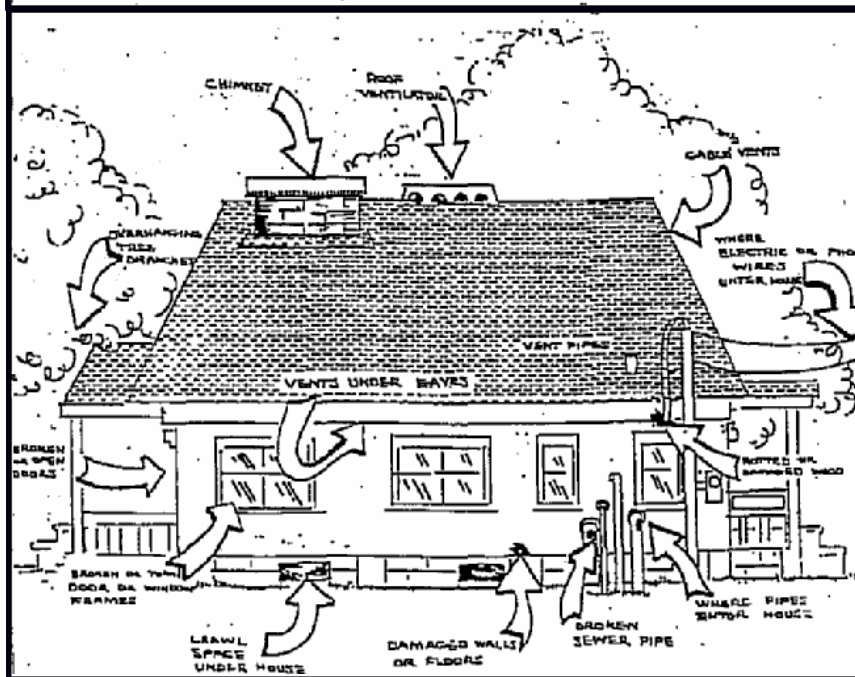 CHIMNEY
ROOF
VENTILATOR
GABLE VENTS
OVERHANGING
TREE
BRANCHES
WHERE
ELECTRIC OR PHO
WIRES
ENTER HOUSE
VENT PIPES
VENTS UNDER EAVES
BROKEN
OR OPEN
DOORS
ROTTED OR
DAMAGED WOOD
BROKEN OR TORN
DOOR OR WINDOW
FRAMES
CRAWL
SPACE
UNDER HOUSE
DAMAGED WALLS
OR FLOORS
BROKEN
SEWER PIPE
WHERE PIPES
ENTER HOUSE